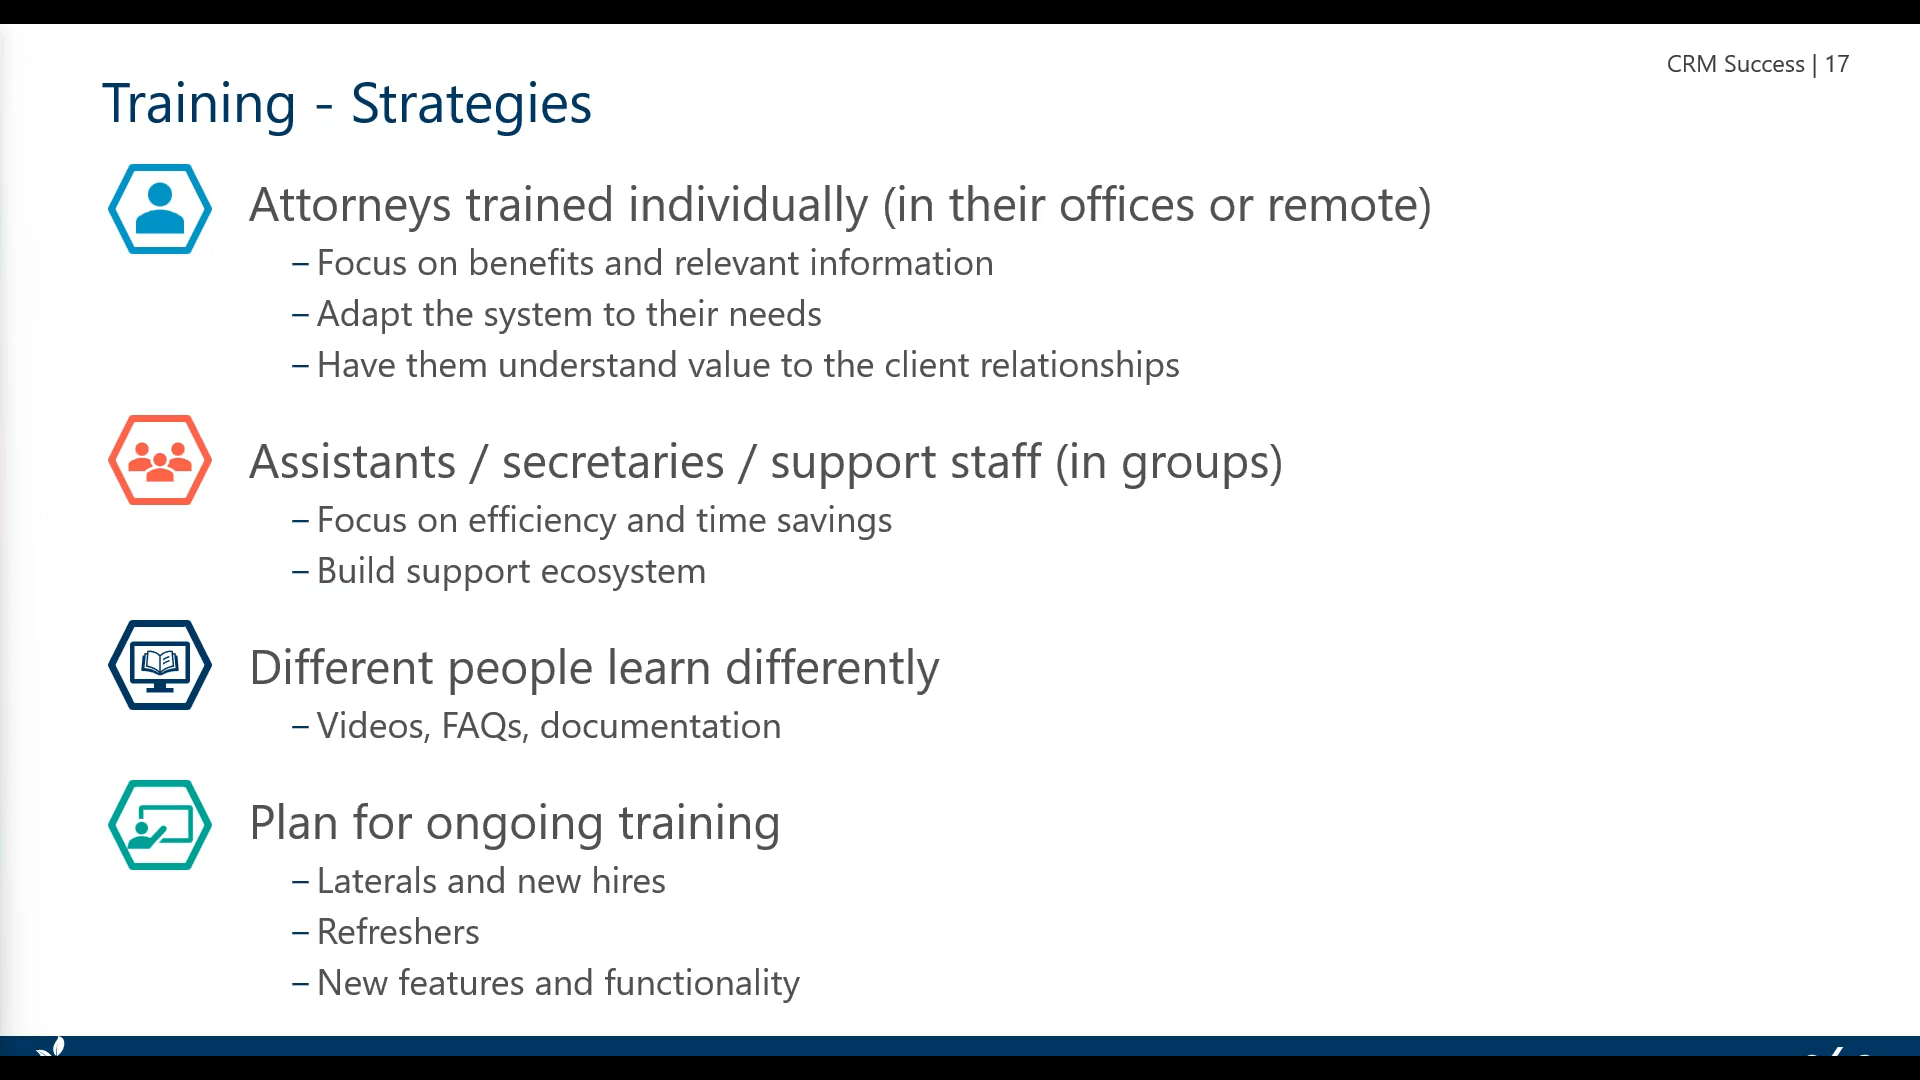 CRM Success | 17
Training - Strategies
Attorneys trained individually (in their offices or remote)
– Focus on benefits and relevant information
– Adapt the system to their needs
– Have them understand value to the client relationships
Assistants / secretaries / support staff (in groups)
– Focus on efficiency and time savings
– Build support ecosystem
Different people learn differently
– Videos, FAQs, documentation
Plan for ongoing training
– Laterals and new hires
– Refreshers
– New features and functionality